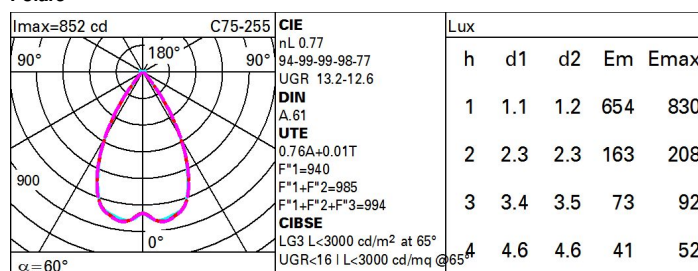 Imax=852 cd C75-255
90° 180° 90°
900
0°
α=60°
CIE
nL 0.77
94-99-99-98-77
UGR 13.2-12.6
DIN
A.61
UTE
0.76A+0.01T
F"1=940
F"1+F"2=985
F"1+F"2+F"3=994
CIBSE
LG3 L<3000 cd/m² at 65°
UGR<16 | L<3000 cd/mq @65°
Lux
h d1 d2 Em Emax
1 1.1 1.2 654 830
2 2.3 2.3 163 208
3 3.4 3.5 73 92
4 4.6 4.6 41 52